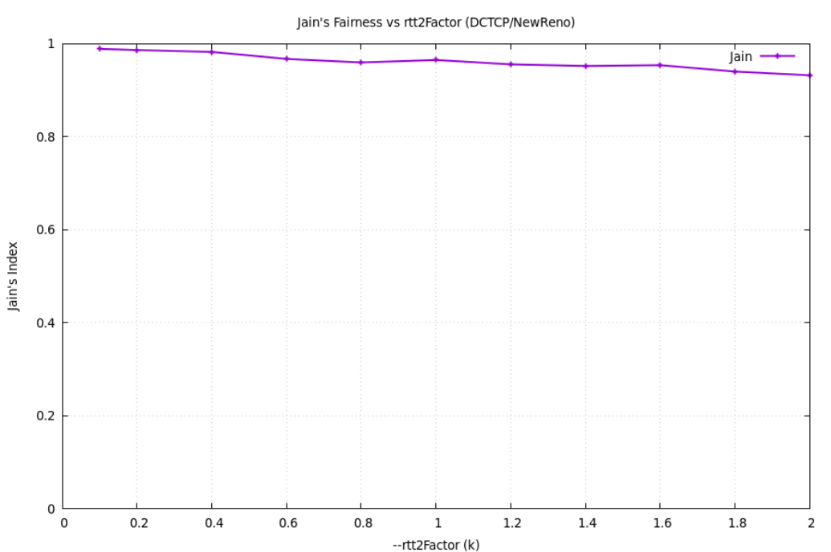 Jain's Fairness vs rtt2Factor (DCTCP/NewReno)
Jain
1
0.8
0.6
0.4
0.2
0
Jain's Index
0 0.2 0.4 0.6 0.8 1 1.2 1.4 1.6 1.8 2
--rtt2Factor (k)